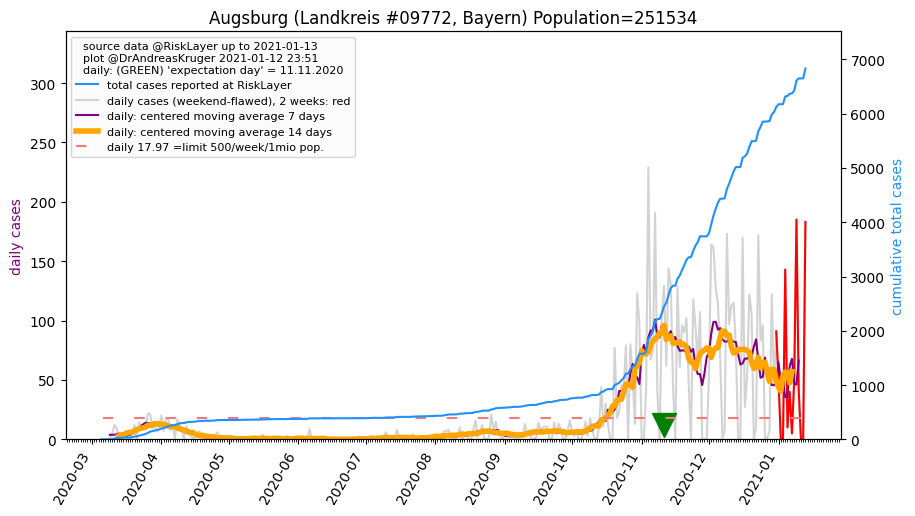 Augsburg (Landkreis #09772, Bayern) Population=251534
source data @RiskLayer up to 2021-01-13
plot @DrAndreasKruger 2021-01-12 23:51
daily: (GREEN) 'expectation day' = 11.11.2020
total cases reported at RiskLayer
daily cases (weekend-flawed), 2 weeks: red
daily: centered moving average 7 days
daily: centered moving average 14 days
daily 17.97 =limit 500/week/1mio pop.
daily cases
300
250
200
150
100
50
0
cumulative total cases
7000
6000
5000
4000
3000
2000
1000
0
2020-03
2020-04
2020-05
2020-06
2020-07
2020-08
2020-09
2020-10
2020-11
2020-12
2021-01